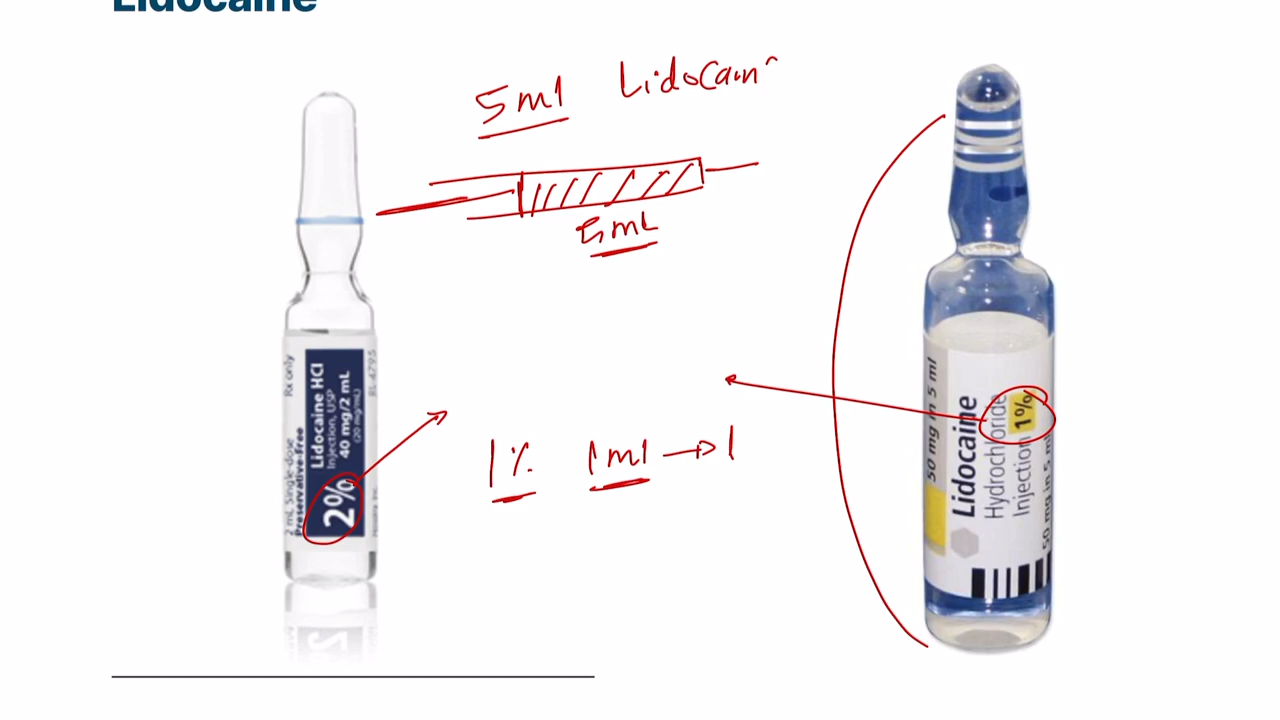 Lidocaine
5ml Lidocain
5mL
1% 1ml → 1
2 mL Single-dose Rx only
Preservative-free
2%
Lidocaine HCl
Injection, USP
40 mg/2 mL
(20 mg/mL)
RL-4795
50 mg in 5 ml
Lidocaine
Hydrochloride
Injection 1%
50 mg in 5 ml